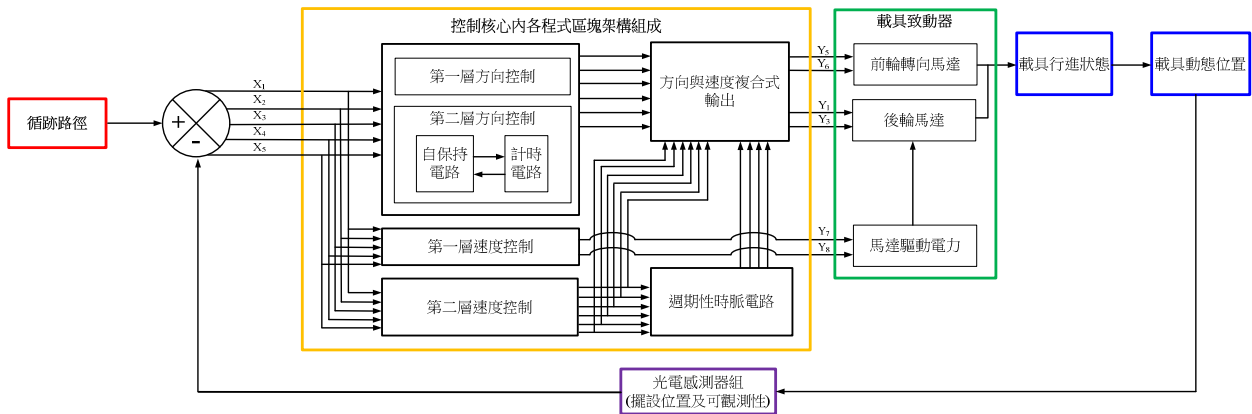 控制核心內各程式區塊架構組成
載具致動器
循跡路徑
+
-
X1
X2
X3
X4
X5
第一層方向控制
第二層方向控制
自保持
電路
計時
電路
第一層速度控制
第二層速度控制
方向與速度複合式
輸出
週期性時脈電路
Y5
Y6
Y1
Y3
Y7
Y8
前輪轉向馬達
後輪馬達
馬達驅動電力
載具行進狀態
載具動態位置
光電感測器組
(擺設位置及可觀測性)